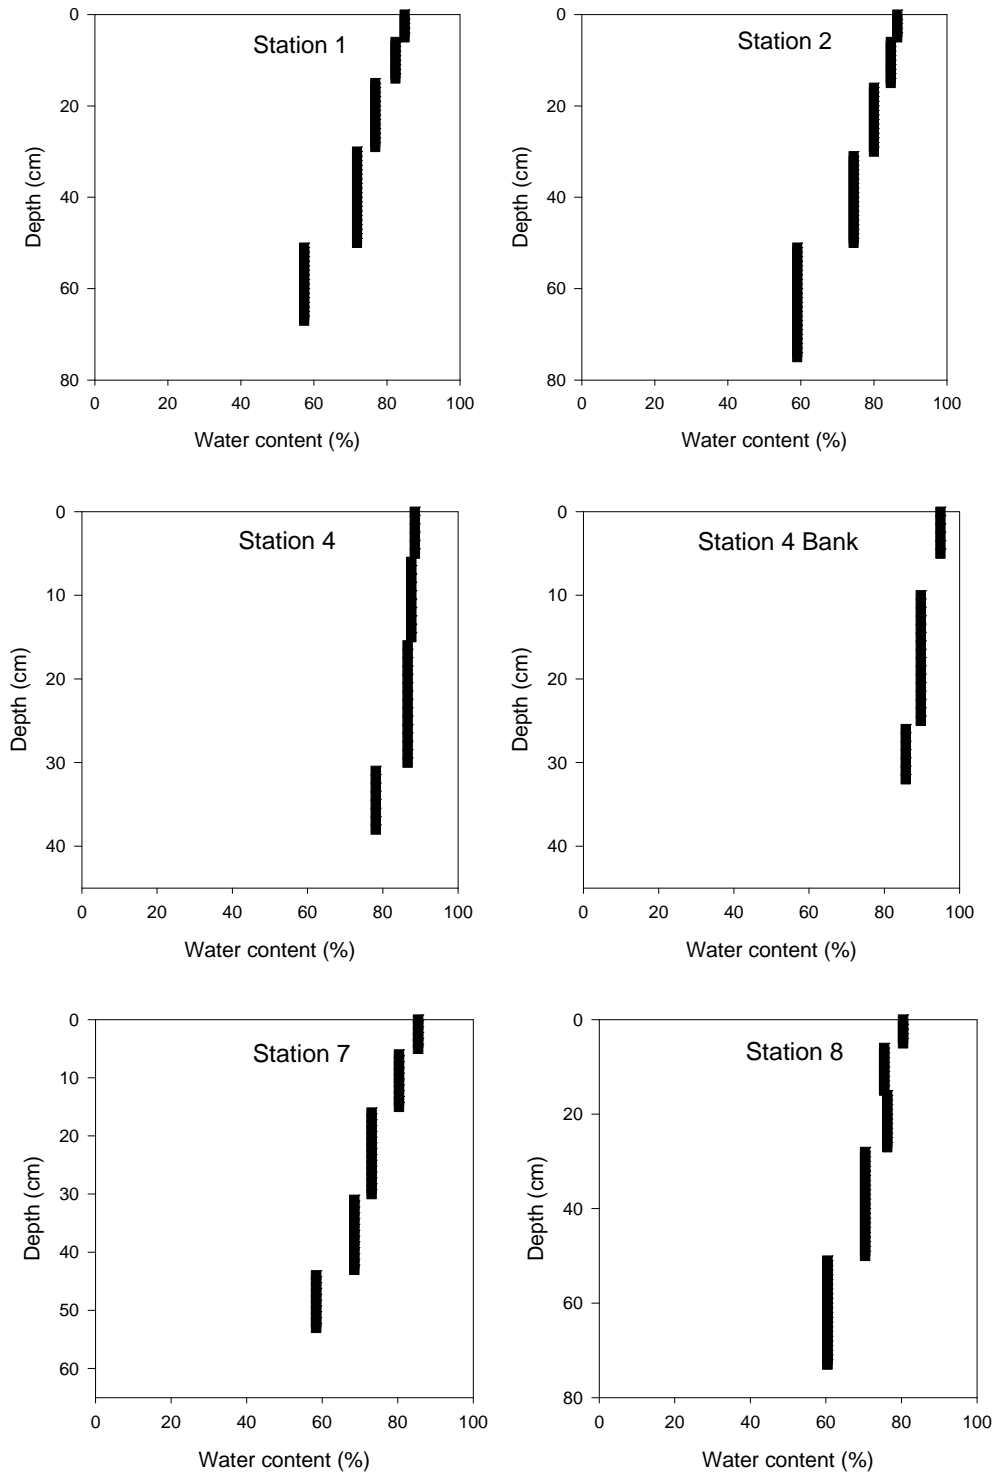 Station 1
0
20
40
60
80
Depth (cm)
0 20 40 60 80 100
Water content (%)
Station 2
0
20
40
60
80
Depth (cm)
0 20 40 60 80 100
Water content (%)
Station 4
0
10
20
30
40
Depth (cm)
0 20 40 60 80 100
Water content (%)
Station 4 Bank
0
10
20
30
40
Depth (cm)
0 20 40 60 80 100
Water content (%)
Station 7
0
10
20
30
40
50
60
Depth (cm)
0 20 40 60 80 100
Water content (%)
Station 8
0
20
40
60
80
Depth (cm)
0 20 40 60 80 100
Water content (%)